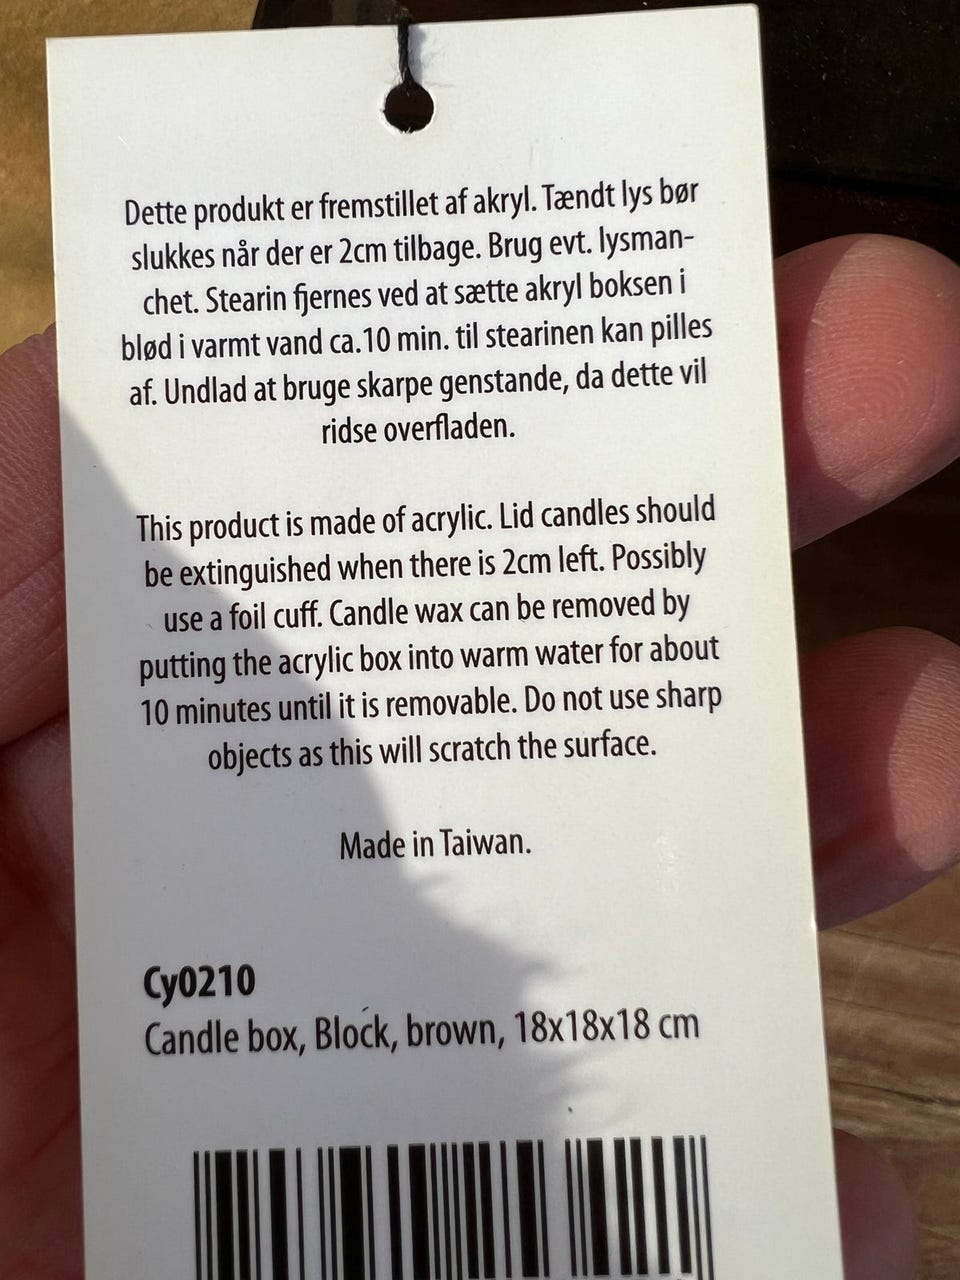 Dette produkt er fremstillet af akryl. Tændt lys bør
slukkes når der er 2cm tilbage. Brug evt. lysman-
chet. Stearin fjernes ved at sætte akryl boksen i
blød i varmt vand ca.10 min. til stearinen kan pilles
af. Undlad at bruge skarpe genstande, da dette vil
ridse overfladen.
This product is made of acrylic. Lid candles should
be extinguished when there is 2cm left. Possibly
use a foil cuff. Candle wax can be removed by
putting the acrylic box into warm water for about
10 minutes until it is removable. Do not use sharp
objects as this will scratch the surface.
Made in Taiwan.
Cy0210
Candle box, Block, brown, 18x18x18 cm